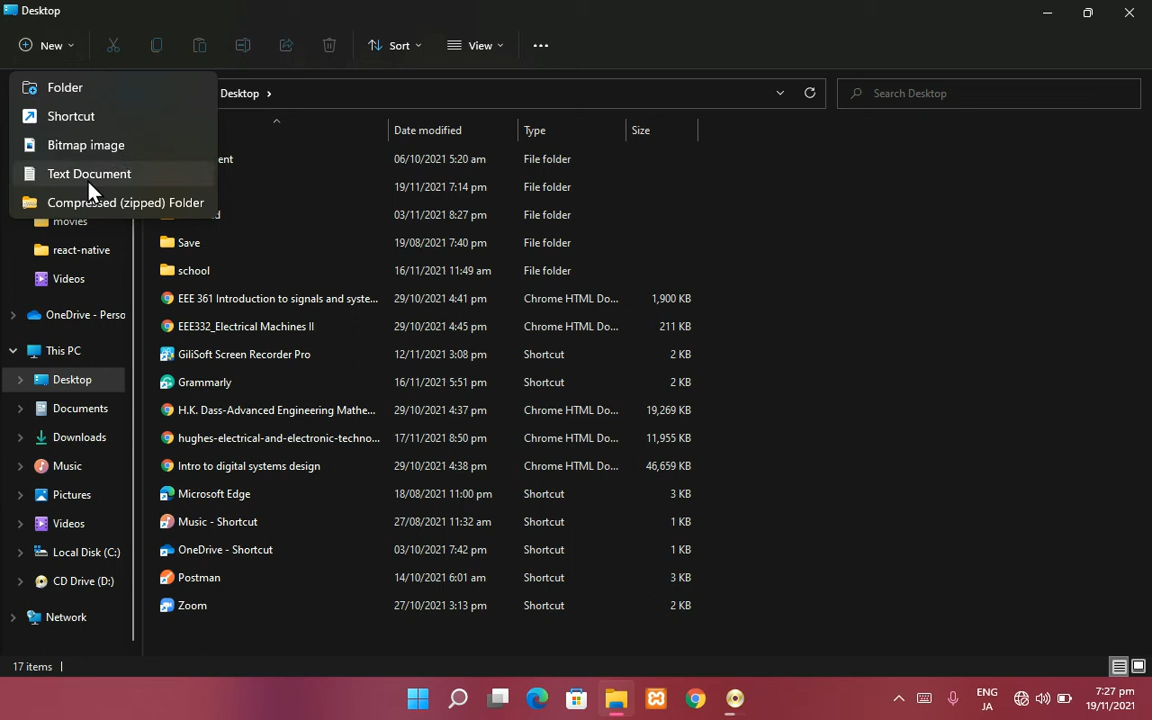 Desktop
New Sort View
Desktop > Search Desktop
Folder
Shortcut
Bitmap image
Text Document
Compressed (zipped) Folder
Date modified Type Size
ent 06/10/2021 5:20 am File folder
19/11/2021 7:14 pm File folder
d 03/11/2021 8:27 pm File folder
Save 19/08/2021 7:40 pm File folder
school 16/11/2021 11:49 am File folder
EEE 361 Introduction to signals and syste... 29/10/2021 4:41 pm Chrome HTML Do... 1,900 KB
EEE332_Electrical Machines II 29/10/2021 4:45 pm Chrome HTML Do... 211 KB
GiliSoft Screen Recorder Pro 12/11/2021 3:08 pm Shortcut 2 KB
Grammarly 16/11/2021 5:51 pm Shortcut 2 KB
H.K. Dass-Advanced Engineering Mathe... 29/10/2021 4:37 pm Chrome HTML Do... 19,269 KB
hughes-electrical-and-electronic-techno... 17/11/2021 8:50 pm Chrome HTML Do... 11,955 KB
Intro to digital systems design 29/10/2021 4:38 pm Chrome HTML Do... 46,659 KB
Microsoft Edge 18/08/2021 11:00 pm Shortcut 3 KB
Music - Shortcut 27/08/2021 11:32 am Shortcut 1 KB
OneDrive - Shortcut 03/10/2021 7:42 pm Shortcut 1 KB
Postman 14/10/2021 6:01 am Shortcut 3 KB
Zoom 27/10/2021 3:13 pm Shortcut 2 KB
movies
react-native
Videos
OneDrive - Perso
This PC
Desktop
Documents
Downloads
Music
Pictures
Videos
Local Disk (C:)
CD Drive (D:)
Network
17 items
ENG
JA
7:27 pm
19/11/2021